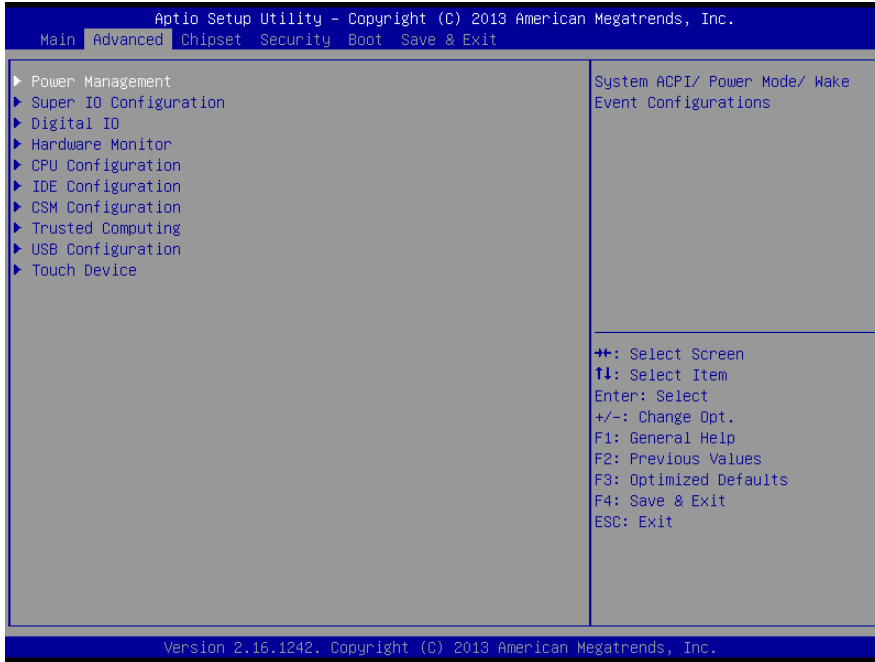 Aptio Setup Utility – Copyright (C) 2013 American Megatrends, Inc.
Main Advanced Chipset Security Boot Save & Exit
▶ Power Management
▶ Super IO Configuration
▶ Digital IO
▶ Hardware Monitor
▶ CPU Configuration
▶ IDE Configuration
▶ CSM Configuration
▶ Trusted Computing
▶ USB Configuration
▶ Touch Device
System ACPI/ Power Mode/ Wake
Event Configurations
→←: Select Screen
↑↓: Select Item
Enter: Select
+/-: Change Opt.
F1: General Help
F2: Previous Values
F3: Optimized Defaults
F4: Save & Exit
ESC: Exit
Version 2.16.1242. Copyright (C) 2013 American Megatrends, Inc.